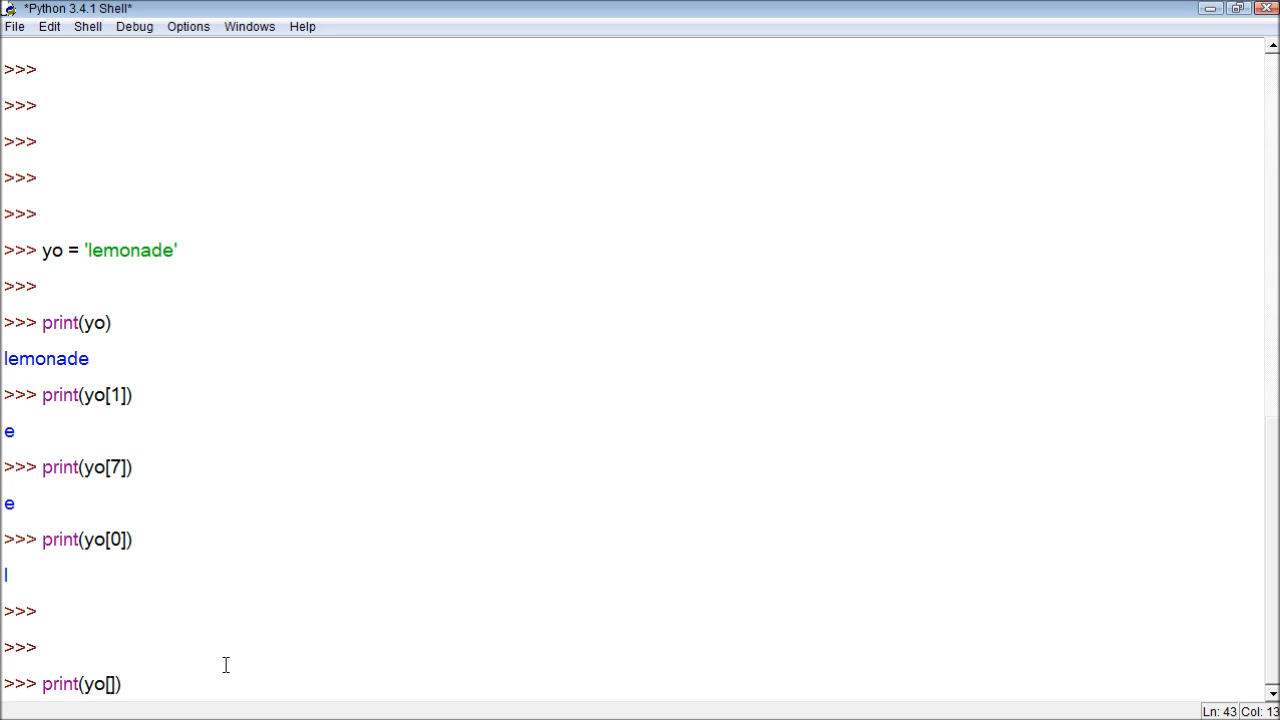 *Python 3.4.1 Shell*
File Edit Shell Debug Options Windows Help
>>>
>>>
>>>
>>>
>>>
>>> yo = 'lemonade'
>>>
>>> print(yo)
lemonade
>>> print(yo[1])
e
>>> print(yo[7])
e
>>> print(yo[0])
l
>>>
>>>
>>> print(yo[])
Ln: 43 Col: 13